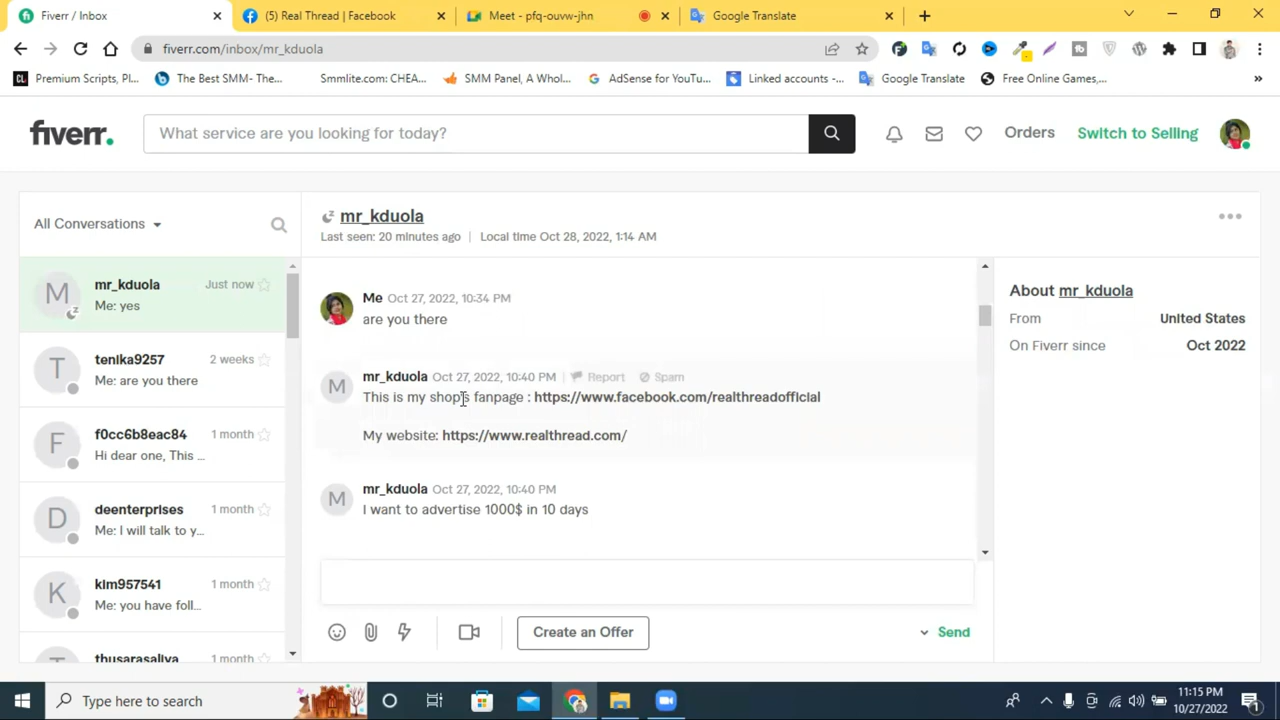 Fiverr / Inbox
(5) Real Thread | Facebook
Meet - pfq-ouvw-jhn
Google Translate
fiverr.com/inbox/mr_kduola
Premium Scripts, Pl...
The Best SMM- The...
Smmlite.com: CHEA...
SMM Panel, A Whol...
AdSense for YouTu...
Linked accounts -...
Google Translate
Free Online Games,...
fiverr.
What service are you looking for today?
Orders
Switch to Selling
All Conversations
mr_kduola
Last seen: 20 minutes ago
Local time Oct 28, 2022, 1:14 AM
M
mr_kduola
Just now
Me: yes
T
tenika9257
2 weeks
Me: are you there
F
f0cc6b8eac84
1 month
Hi dear one, This ...
D
deenterprises
1 month
Me: I will talk to y...
K
kim957541
1 month
Me: you have foll...
thusarasaliya
1 month
Me Oct 27, 2022, 10:34 PM
are you there
M
mr_kduola Oct 27, 2022, 10:40 PM
Report
Spam
This is my shop's fanpage : https://www.facebook.com/realthreadofficial
My website: https://www.realthread.com/
M
mr_kduola Oct 27, 2022, 10:40 PM
I want to advertise 1000$ in 10 days
Create an Offer
Send
About mr_kduola
From United States
On Fiverr since Oct 2022
Type here to search
11:15 PM
10/27/2022